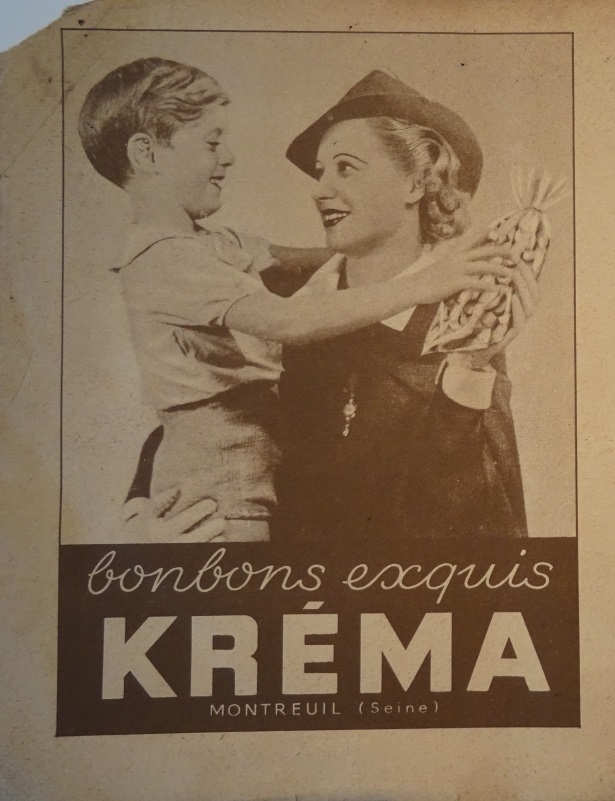 bonbons exquis
KRÉMA
MONTREUIL (Seine)